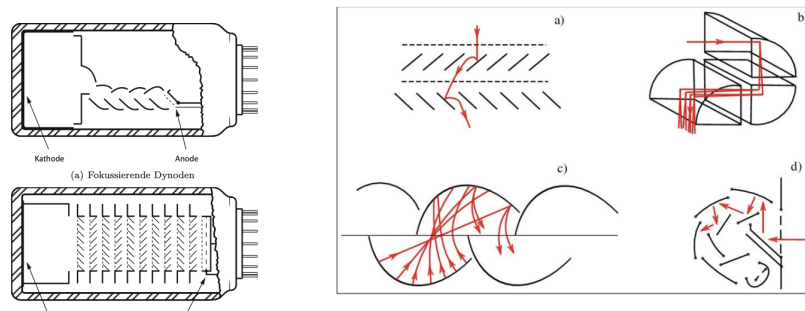 Kathode
Anode
(a) Fokussierende Dynoden
a)
b)
c)
d)